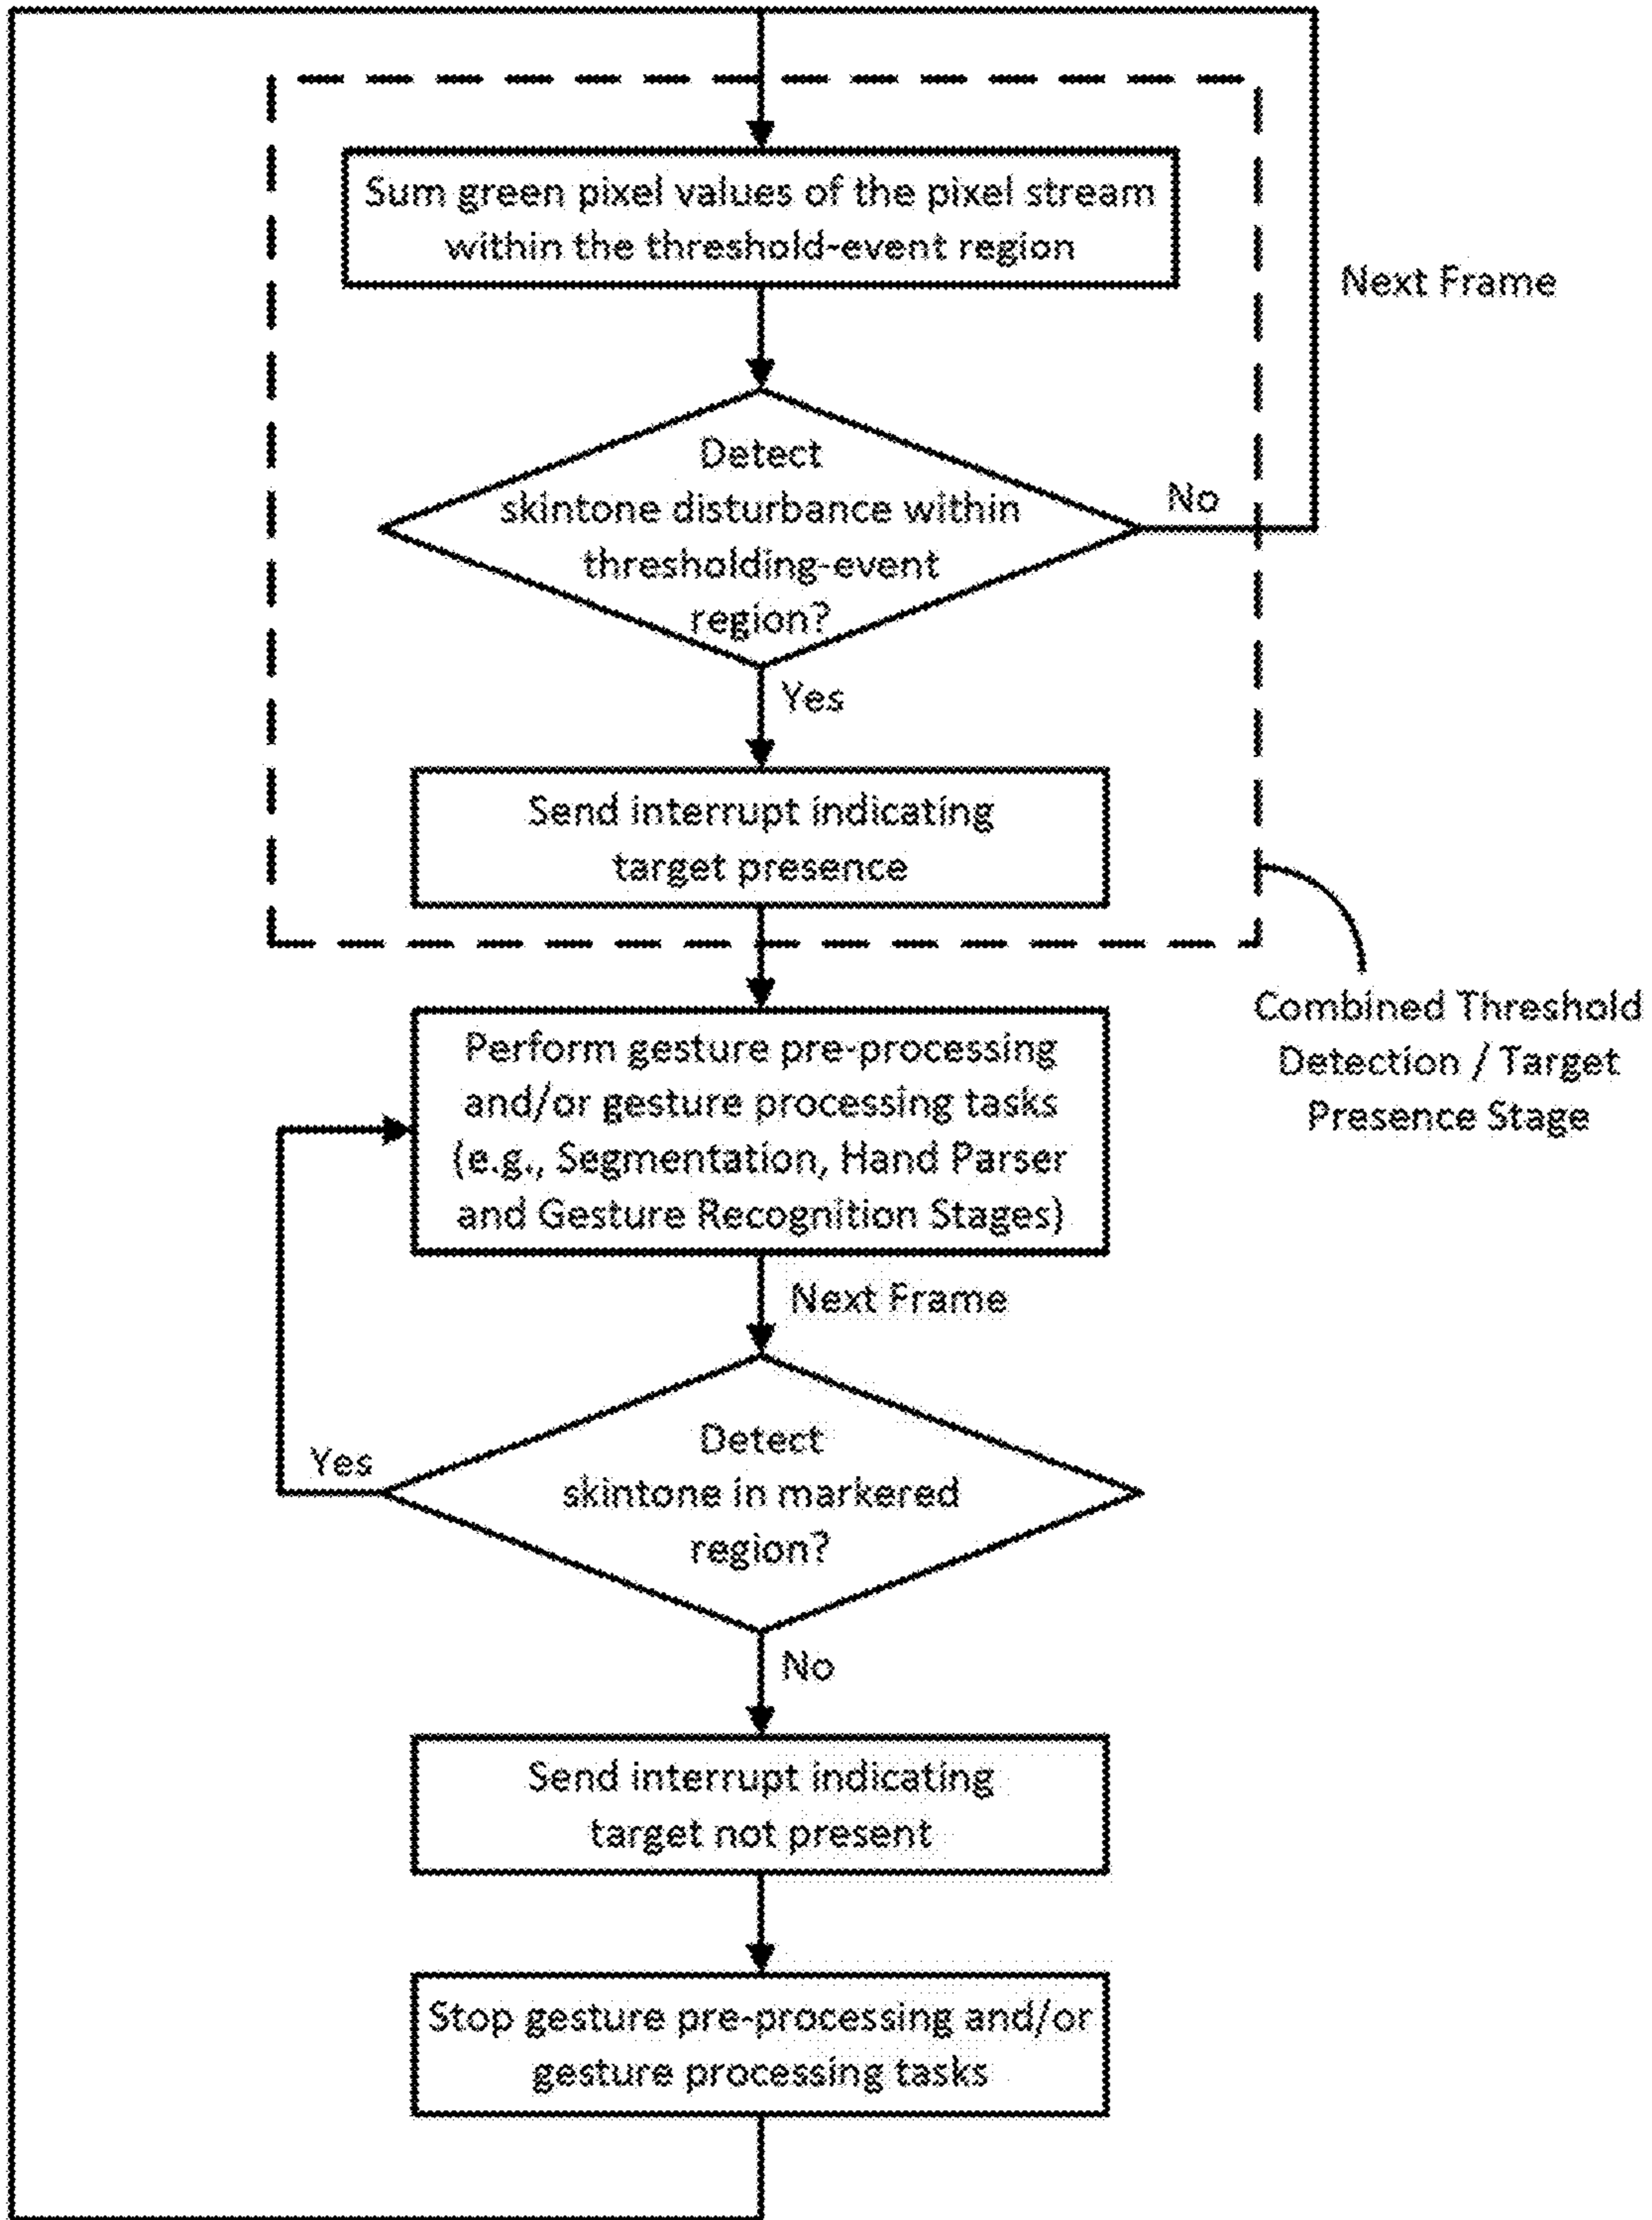 Sum green pixel values of the pixel stream
within the threshold-event region
Next Frame
Detect
skintone disturbance within
thresholding-event
region?
No
Yes
Send interrupt indicating
target presence
Combined Threshold
Detection / Target
Presence Stage
Perform gesture pre-processing
and/or gesture processing tasks
(e.g., Segmentation, Hand Parser
and Gesture Recognition Stages)
Next Frame
Detect
skintone in markered
region?
Yes
No
Send interrupt indicating
target not present
Stop gesture pre-processing and/or
gesture processing tasks